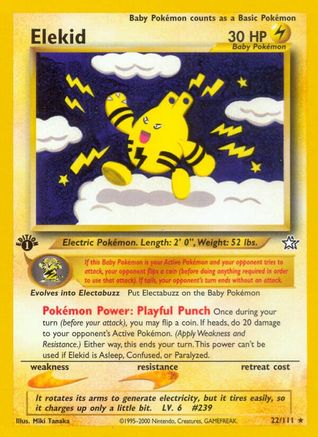 Baby Pokémon counts as a Basic Pokémon
Elekid
30 HP
Baby Pokémon
EDITION
1
Electric Pokémon. Length: 2' 0", Weight: 52 lbs.
If this Baby Pokémon is your Active Pokémon and your opponent tries to
attack, your opponent flips a coin (before doing anything required in order
to use that attack). If tails, your opponent's turn ends without an attack.
Evolves into Electabuzz Put Electabuzz on the Baby Pokémon
Pokémon Power: Playful Punch Once during your
turn (before your attack), you may flip a coin. If heads, do 20 damage
to your opponent's Active Pokémon. (Apply Weakness and
Resistance.) Either way, this ends your turn. This power can't be
used if Elekid is Asleep, Confused, or Paralyzed.
weakness resistance retreat cost
It rotates its arms to generate electricity, but it tires easily, so
it charges up only a little bit. LV. 6 #239
Illus. Miki Tanaka ©1995-2000 Nintendo, Creatures, GAMEFREAK. 22/111 ★